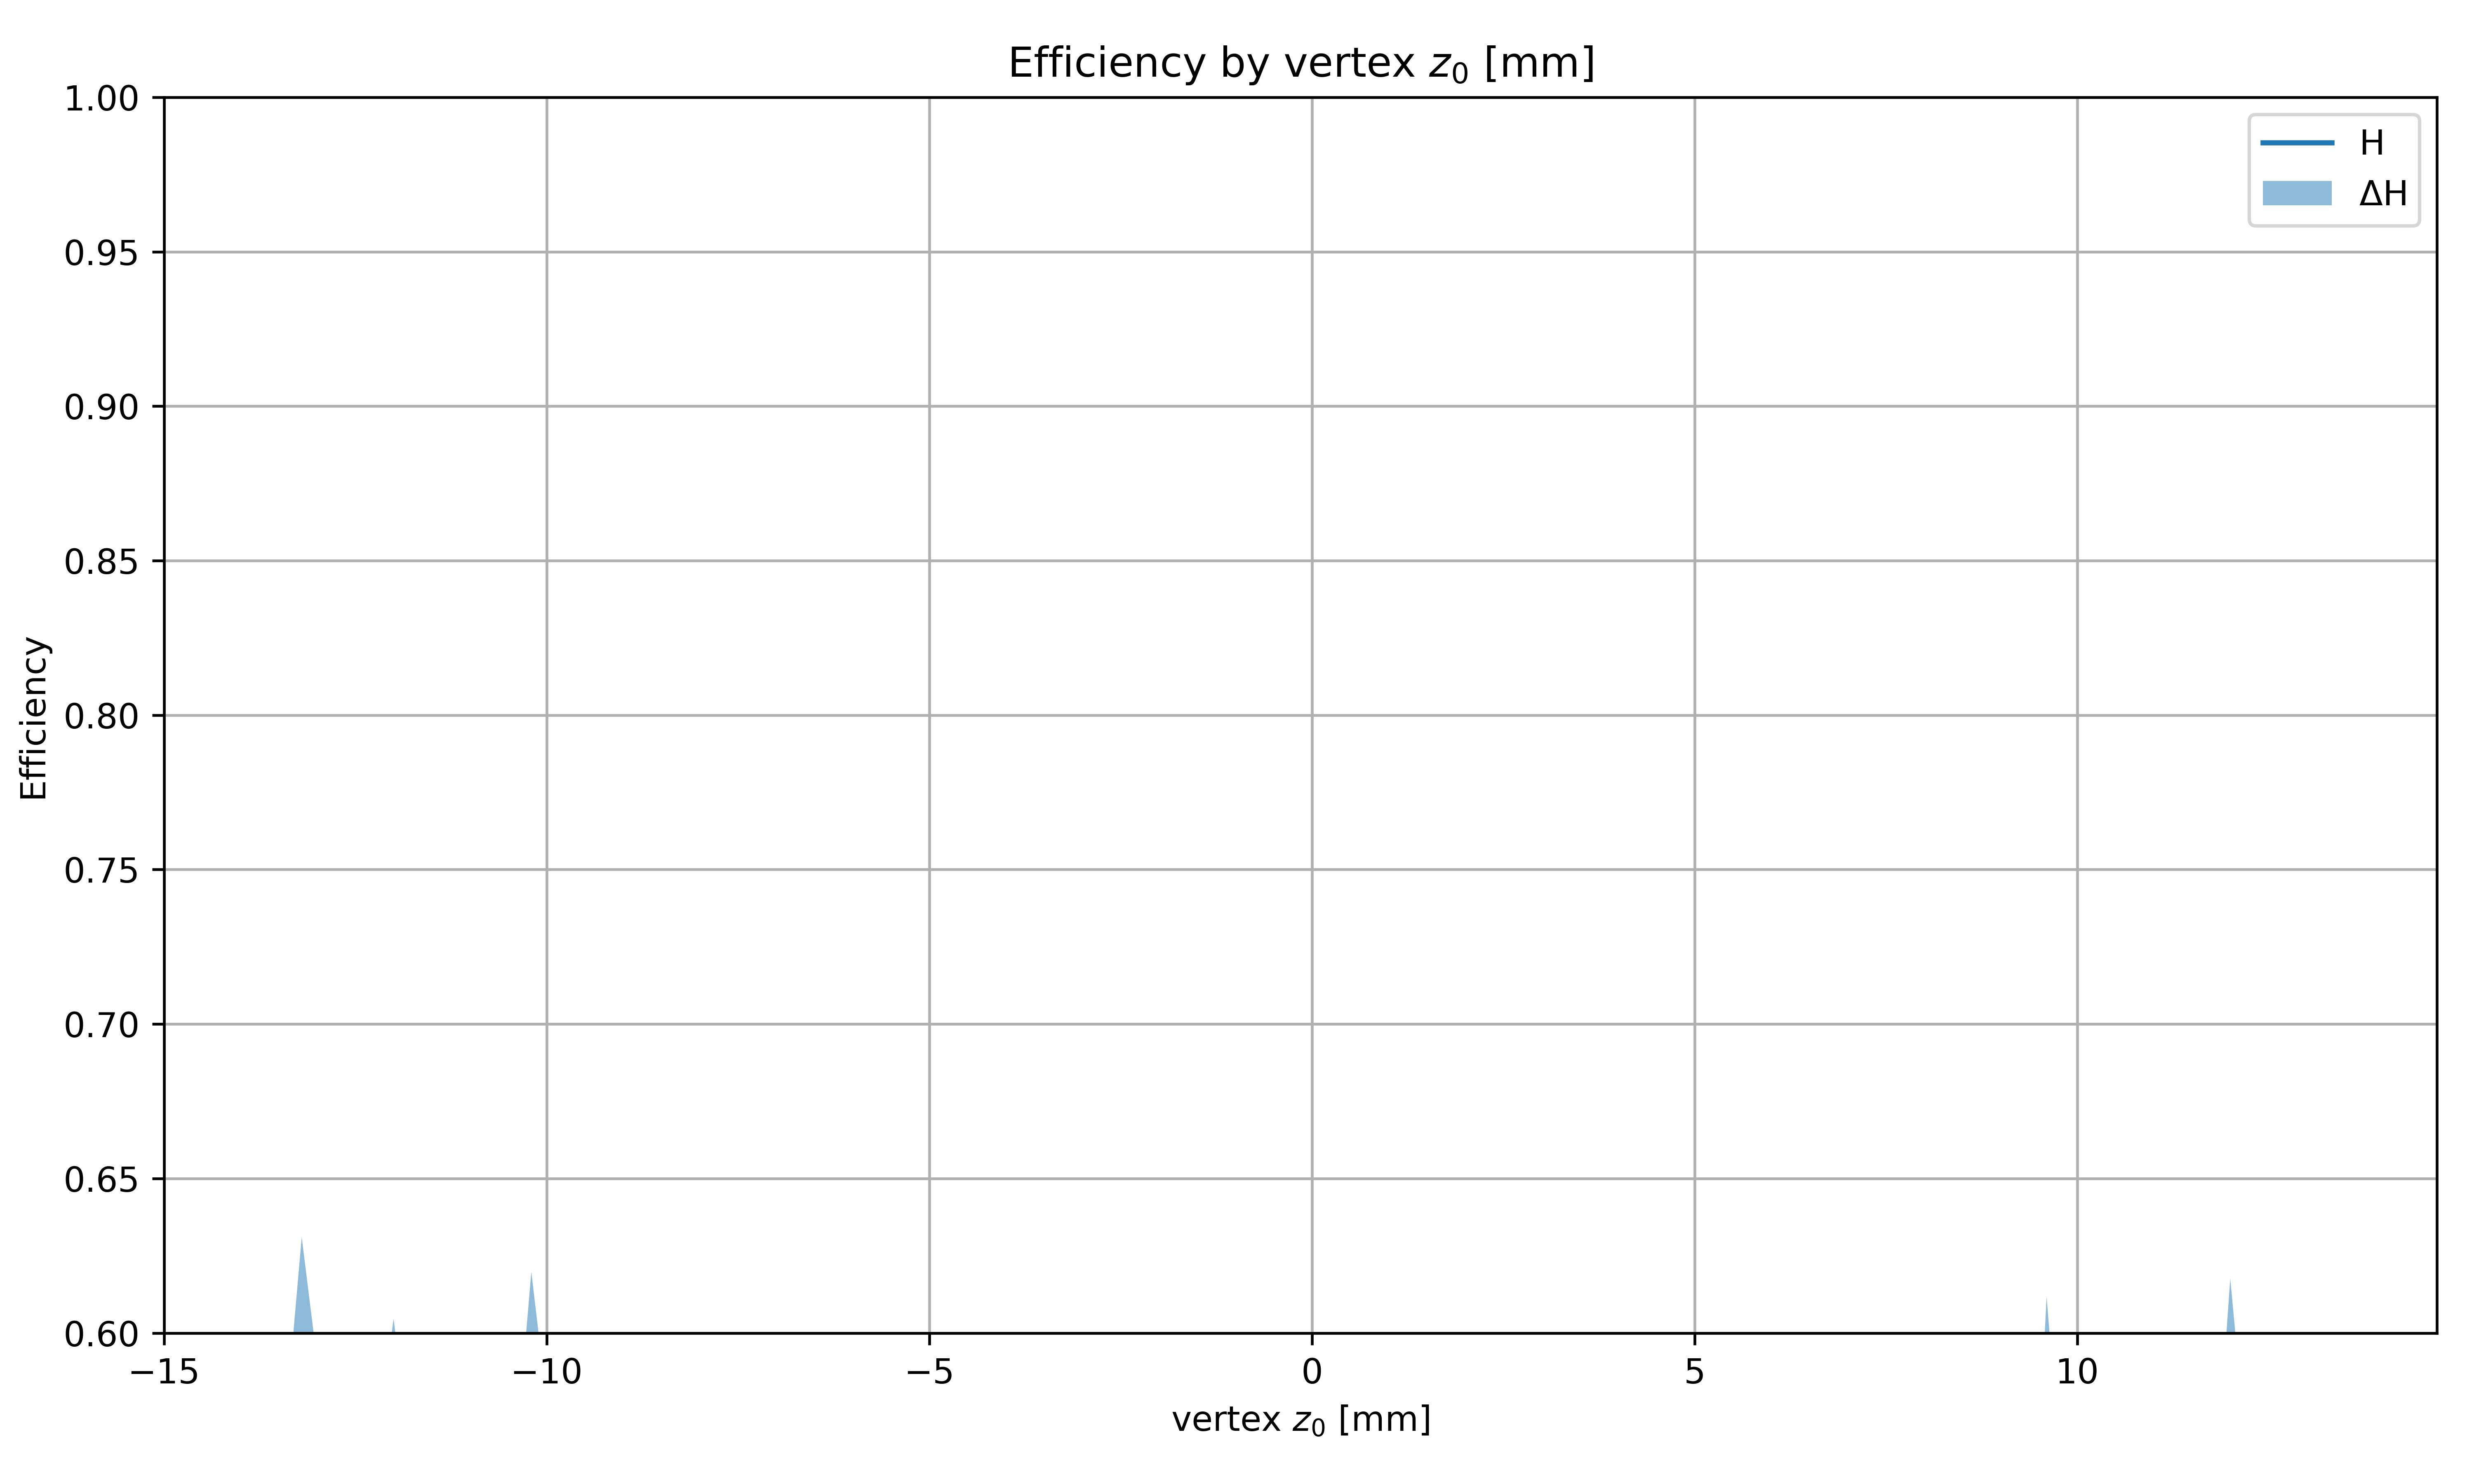 Efficiency by vertex z₀ [mm]
H
ΔH
1.00
0.95
0.90
0.85
0.80
0.75
0.70
0.65
0.60
Efficiency
−15 −10 −5 0 5 10
vertex z₀ [mm]